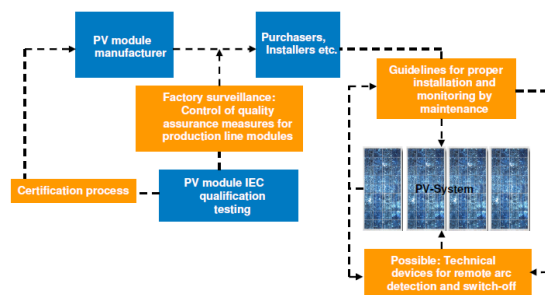 PV module
manufacturer
Purchasers,
Installers etc.
Guidelines for proper
installation and
monitoring by
maintenance
Factory surveillance:
Control of quality
assurance measures for
production line modules
Certification process
PV module IEC
qualification
testing
PV-System
Possible: Technical
devices for remote arc
detection and switch-off